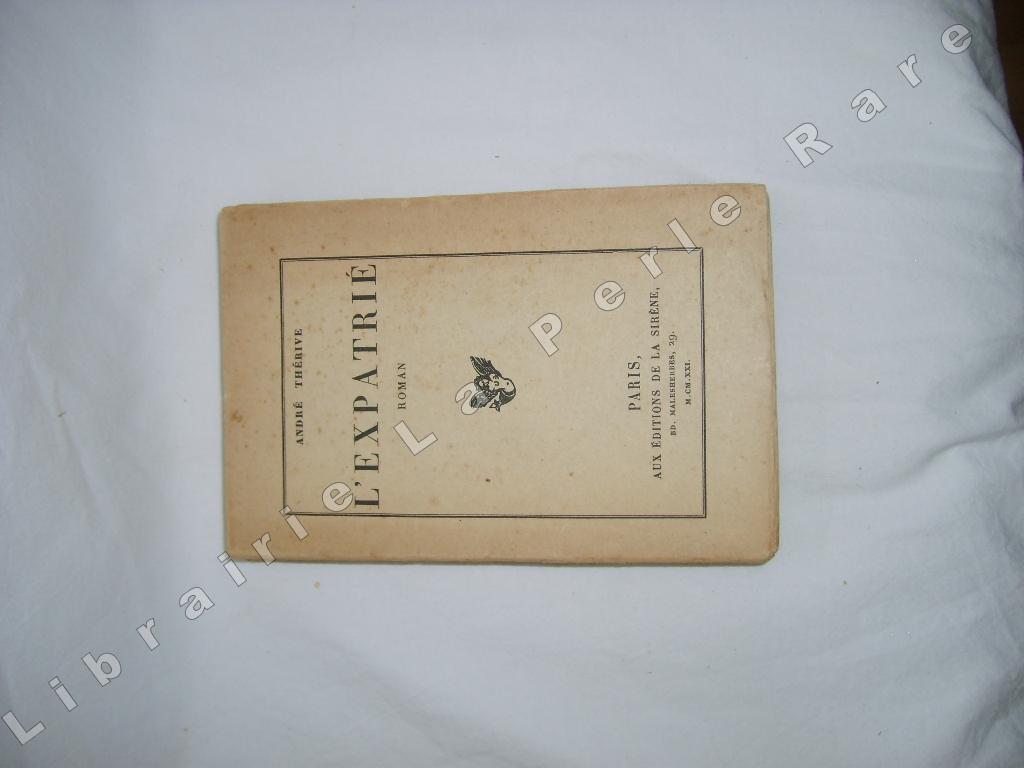 ANDRÉ THÉRIVE
L'EXPATRIÉ
ROMAN
PARIS,
AUX ÉDITIONS DE LA SIRÈNE,
BD. MALESHERBES, 29.
M.CM.XXI.
Librairie La Perle Rare